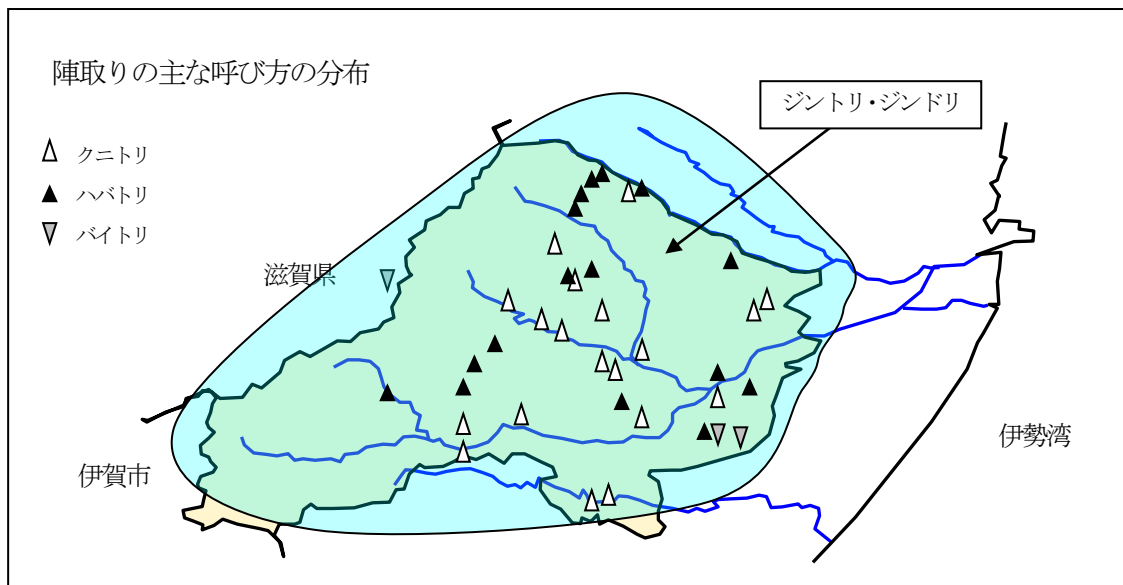 陣取りの主な呼び方の分布
ジントリ・ジンドリ
クニトリ
ハバトリ
バイトリ
滋賀県
伊勢湾
伊賀市